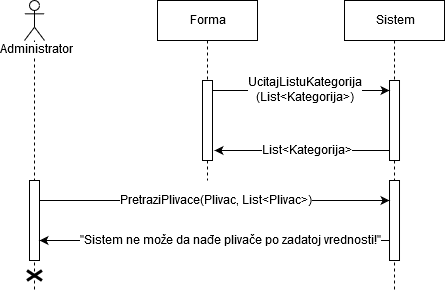 Forma
Sistem
Administrator
UcitajListuKategorija
(List<Kategorija>)
List<Kategorija>
PretraziPlivace(Plivac, List<Plivac>)
"Sistem ne može da nađe plivače po zadatoj vrednosti!"